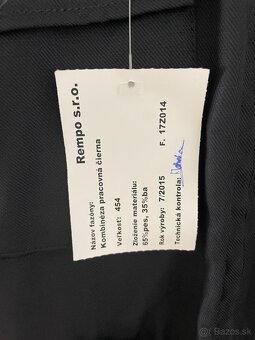 Rempo s.r.o.
Názov fazóny:
Kombinéza pracovná čierna
Veľkosť: 454
Zloženie materiálu:
65%pes, 35%ba
Rok výroby: 7/2015 F. 17Z014
Technická kontrola:
bazos.sk